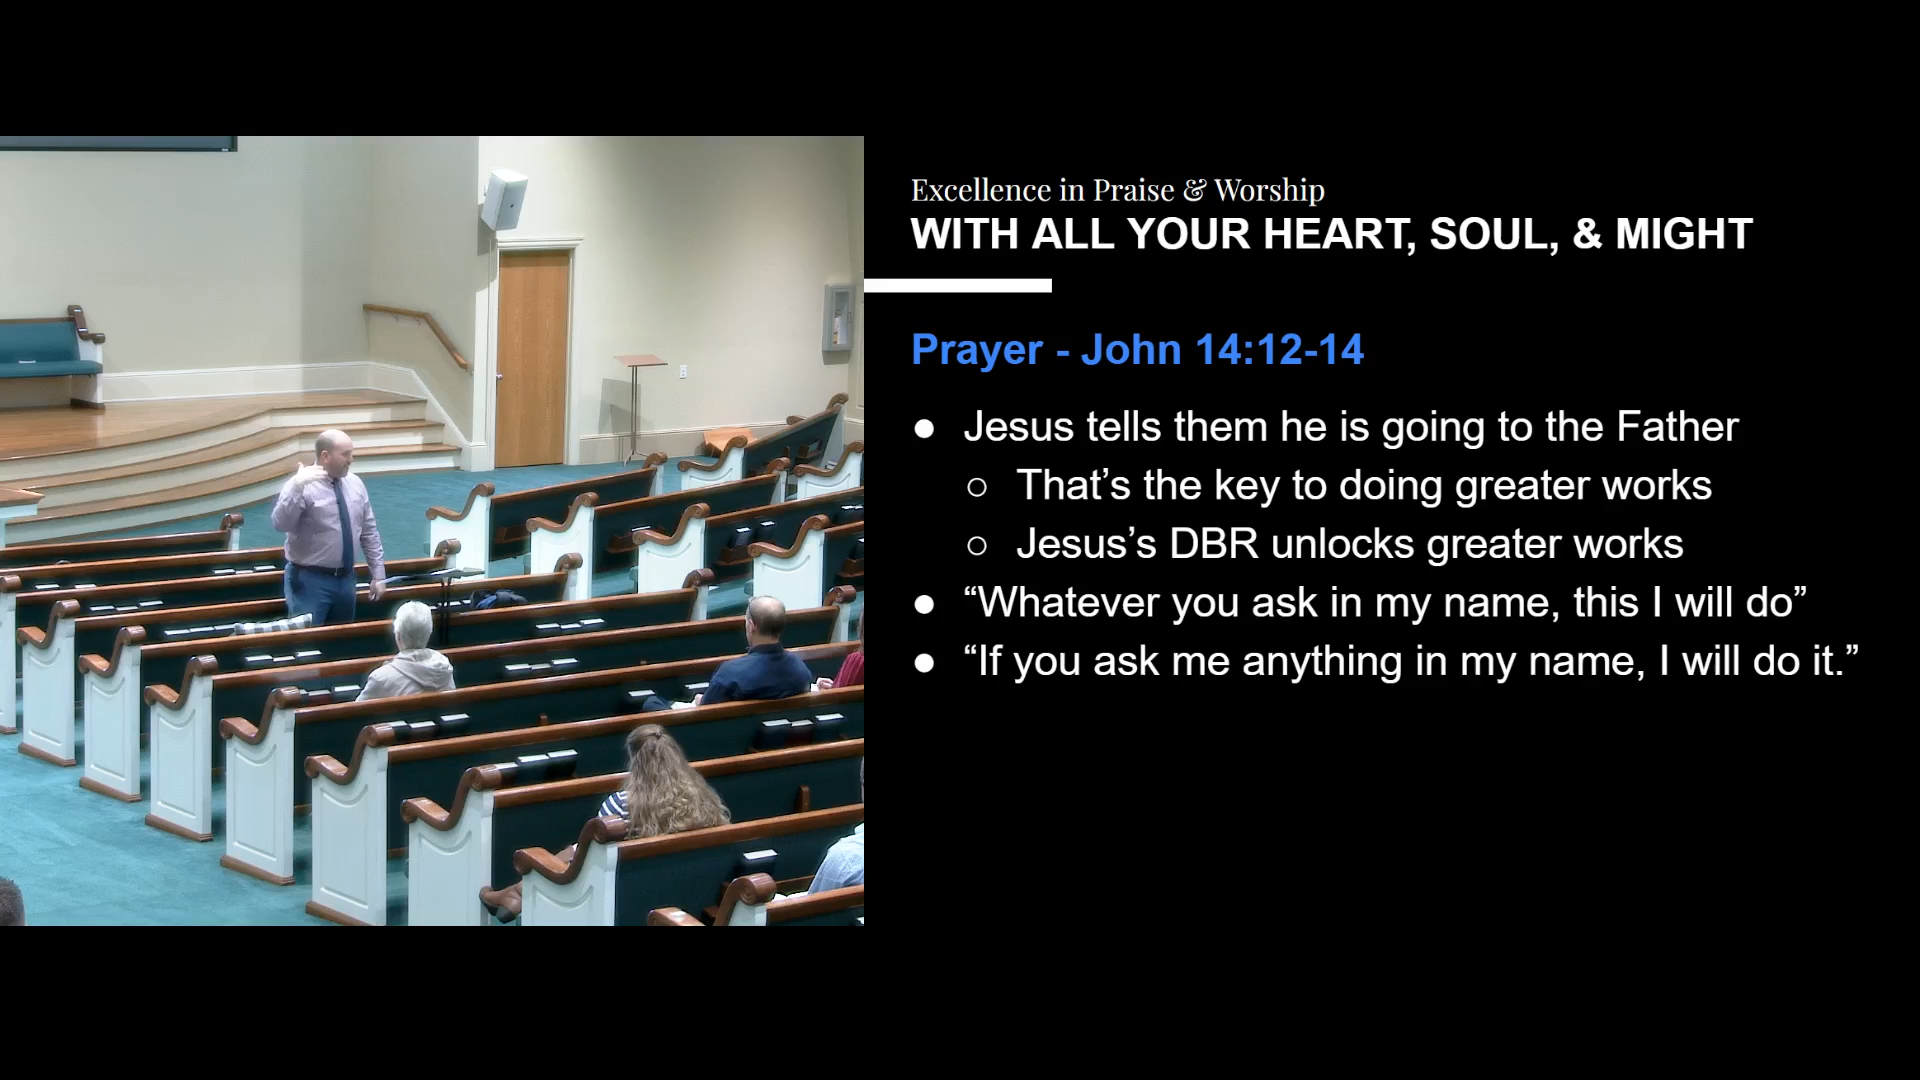 Excellence in Praise & Worship
WITH ALL YOUR HEART, SOUL, & MIGHT
Prayer - John 14:12-14
● Jesus tells them he is going to the Father
○ That’s the key to doing greater works
○ Jesus’s DBR unlocks greater works
● “Whatever you ask in my name, this I will do”
● “If you ask me anything in my name, I will do it.”